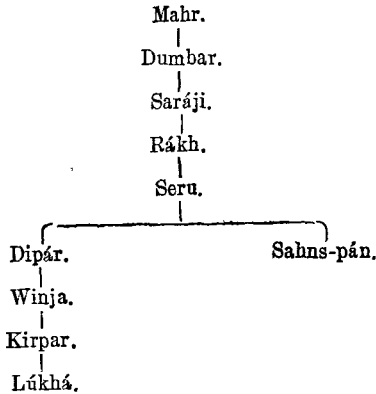 Mahr.
Dumbar.
Saráji.
Rákh.
Seru.
Dipár. Sahns-pán.
Winja.
Kirpar.
Lúkhá.